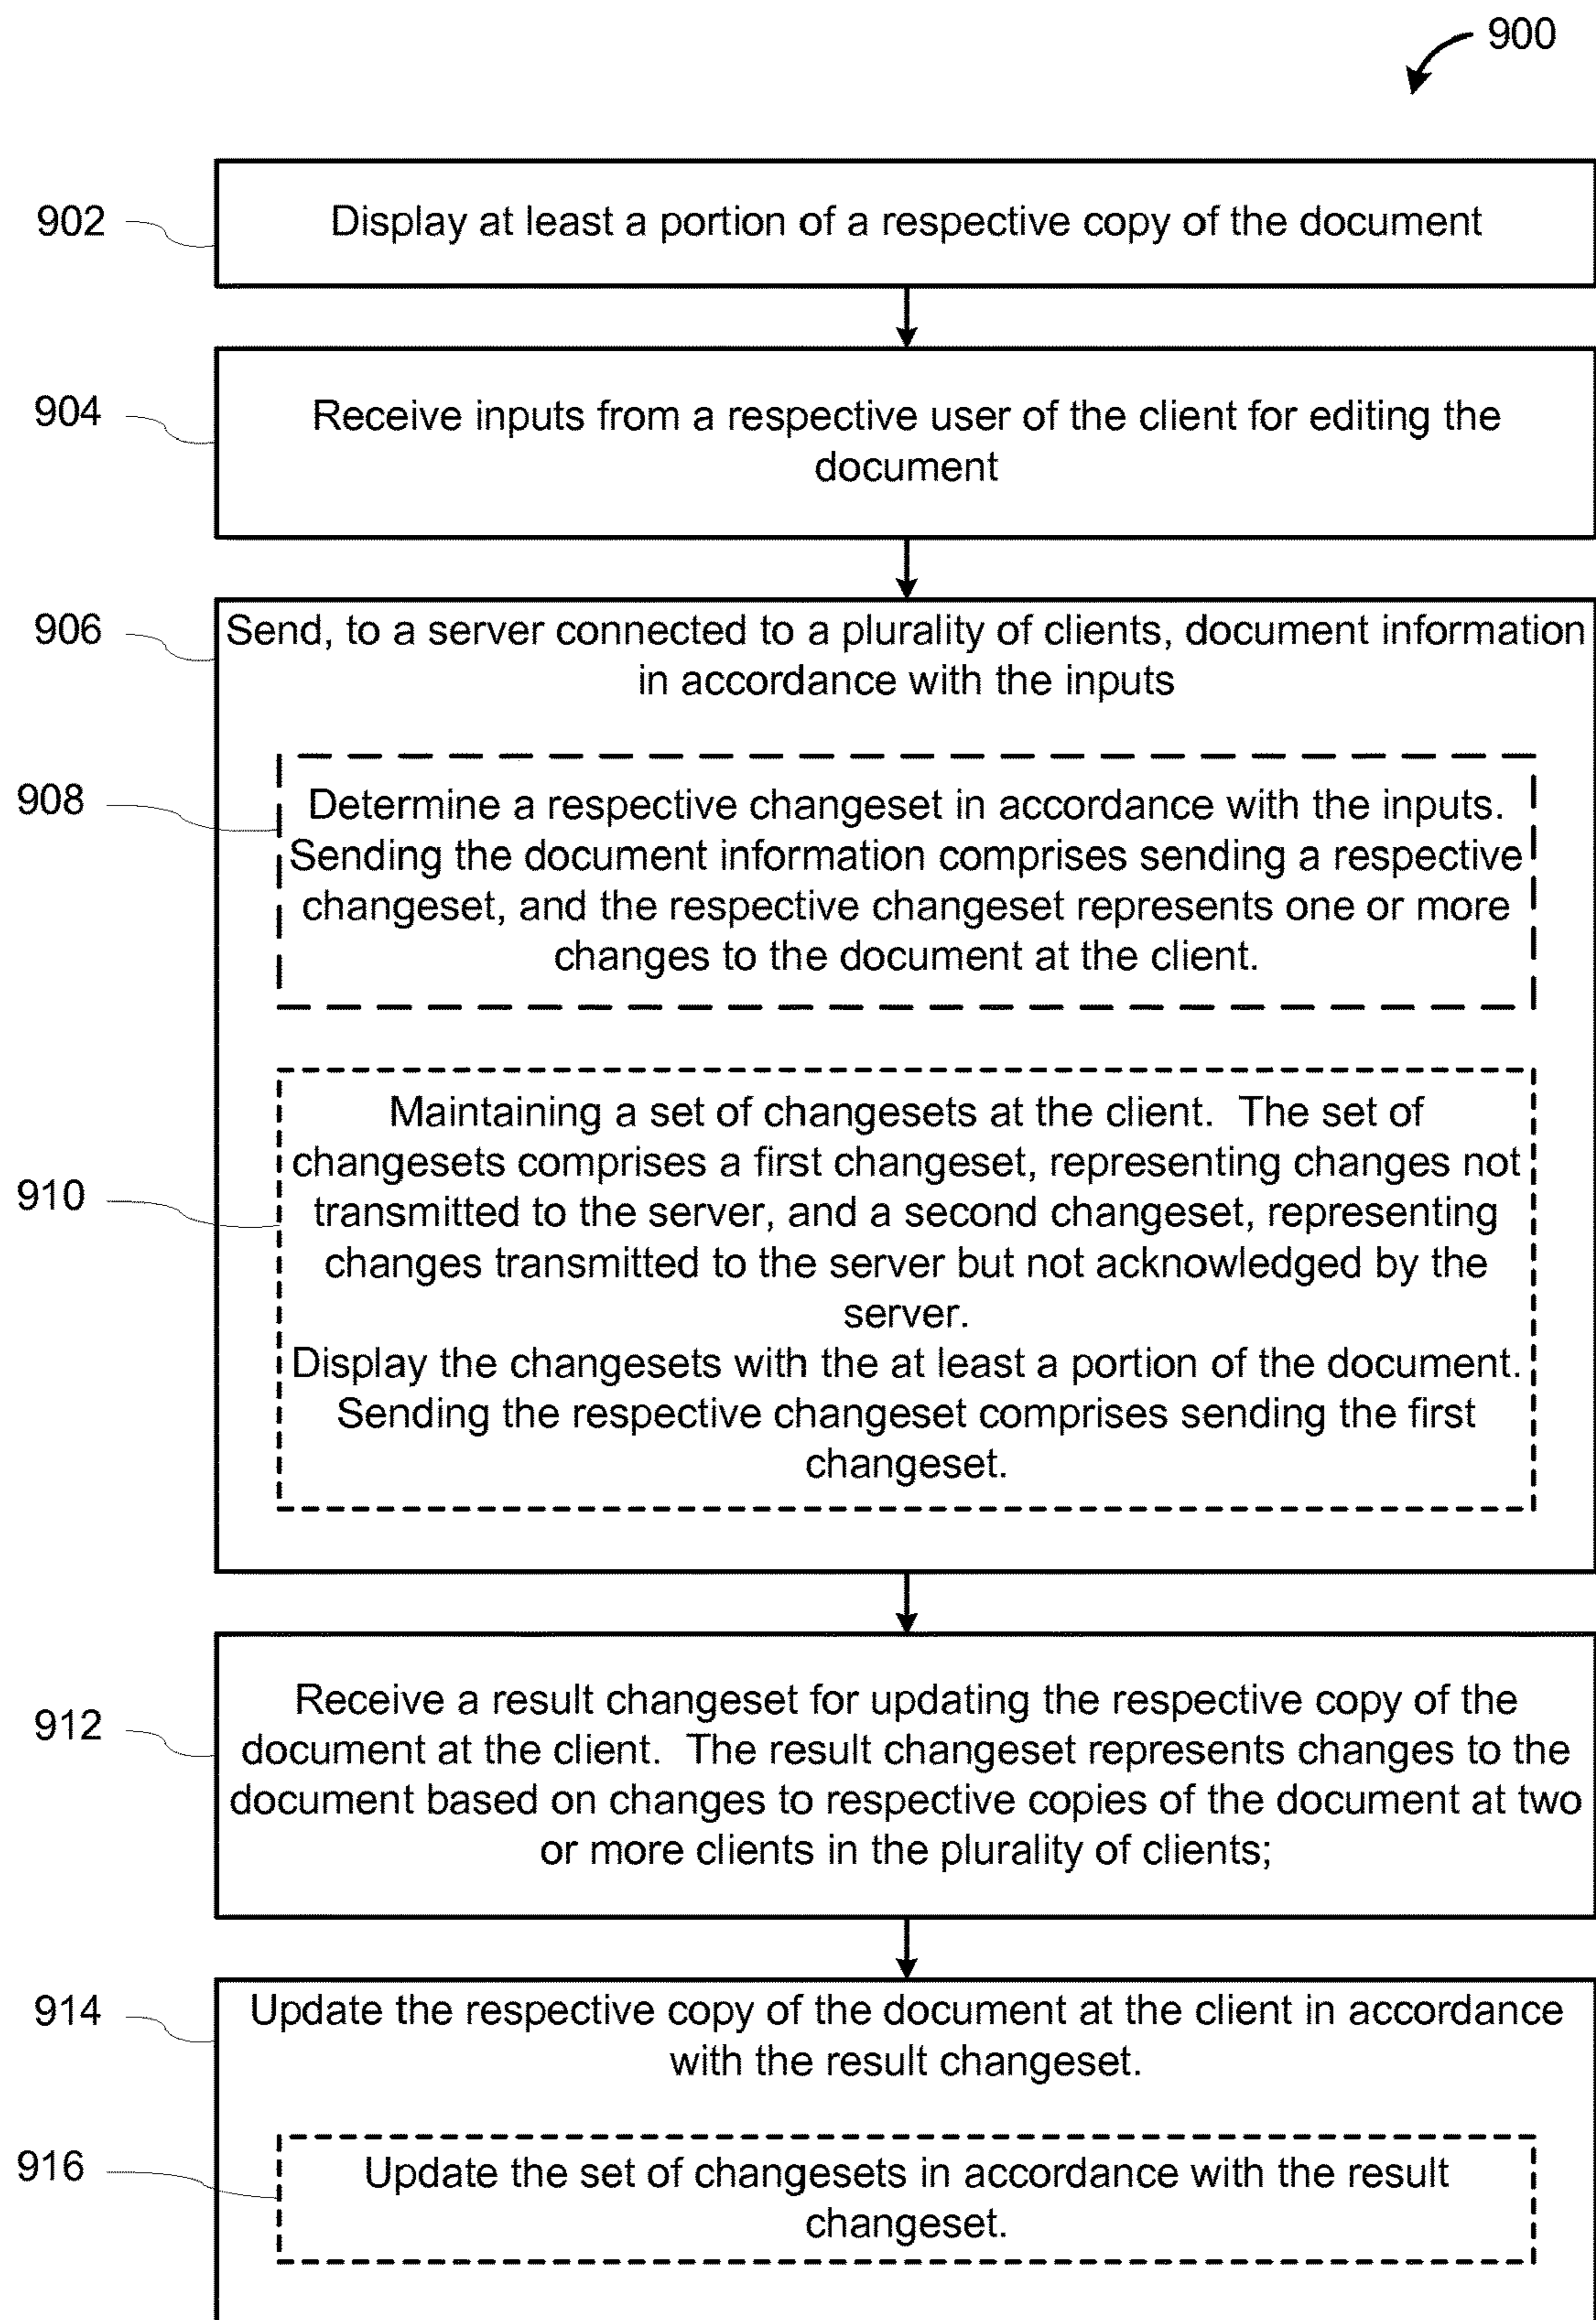 900
902
Display at least a portion of a respective copy of the document
904
Receive inputs from a respective user of the client for editing the
document
906
Send, to a server connected to a plurality of clients, document information
in accordance with the inputs
908
Determine a respective changeset in accordance with the inputs.
Sending the document information comprises sending a respective
changeset, and the respective changeset represents one or more
changes to the document at the client.
910
Maintaining a set of changesets at the client. The set of
changesets comprises a first changeset, representing changes not
transmitted to the server, and a second changeset, representing
changes transmitted to the server but not acknowledged by the
server.
Display the changesets with the at least a portion of the document.
Sending the respective changeset comprises sending the first
changeset.
912
Receive a result changeset for updating the respective copy of the
document at the client. The result changeset represents changes to the
document based on changes to respective copies of the document at two
or more clients in the plurality of clients;
914
Update the respective copy of the document at the client in accordance
with the result changeset.
916
Update the set of changesets in accordance with the result
changeset.